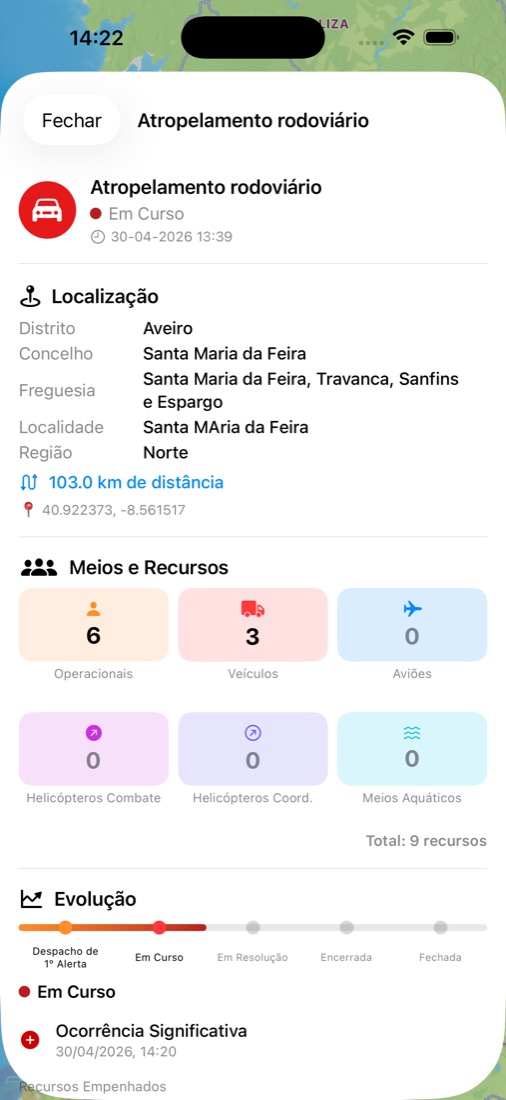 14:22
LIZA
Fechar
Atropelamento rodoviário
Atropelamento rodoviário
Em Curso
30-04-2026 13:39
Localização
Distrito Aveiro
Concelho Santa Maria da Feira
Freguesia Santa Maria da Feira, Travanca, Sanfins
e Espargo
Localidade Santa MAria da Feira
Região Norte
103.0 km de distância
40.922373, -8.561517
Meios e Recursos
6 3 0
Operacionais Veículos Aviões
0 0 0
Helicópteros Combate Helicópteros Coord. Meios Aquáticos
Total: 9 recursos
Evolução
Despacho de
1º Alerta
Em Curso Em Resolução Encerrada Fechada
Em Curso
Ocorrência Significativa
30/04/2026, 14:20
Recursos Empenhados